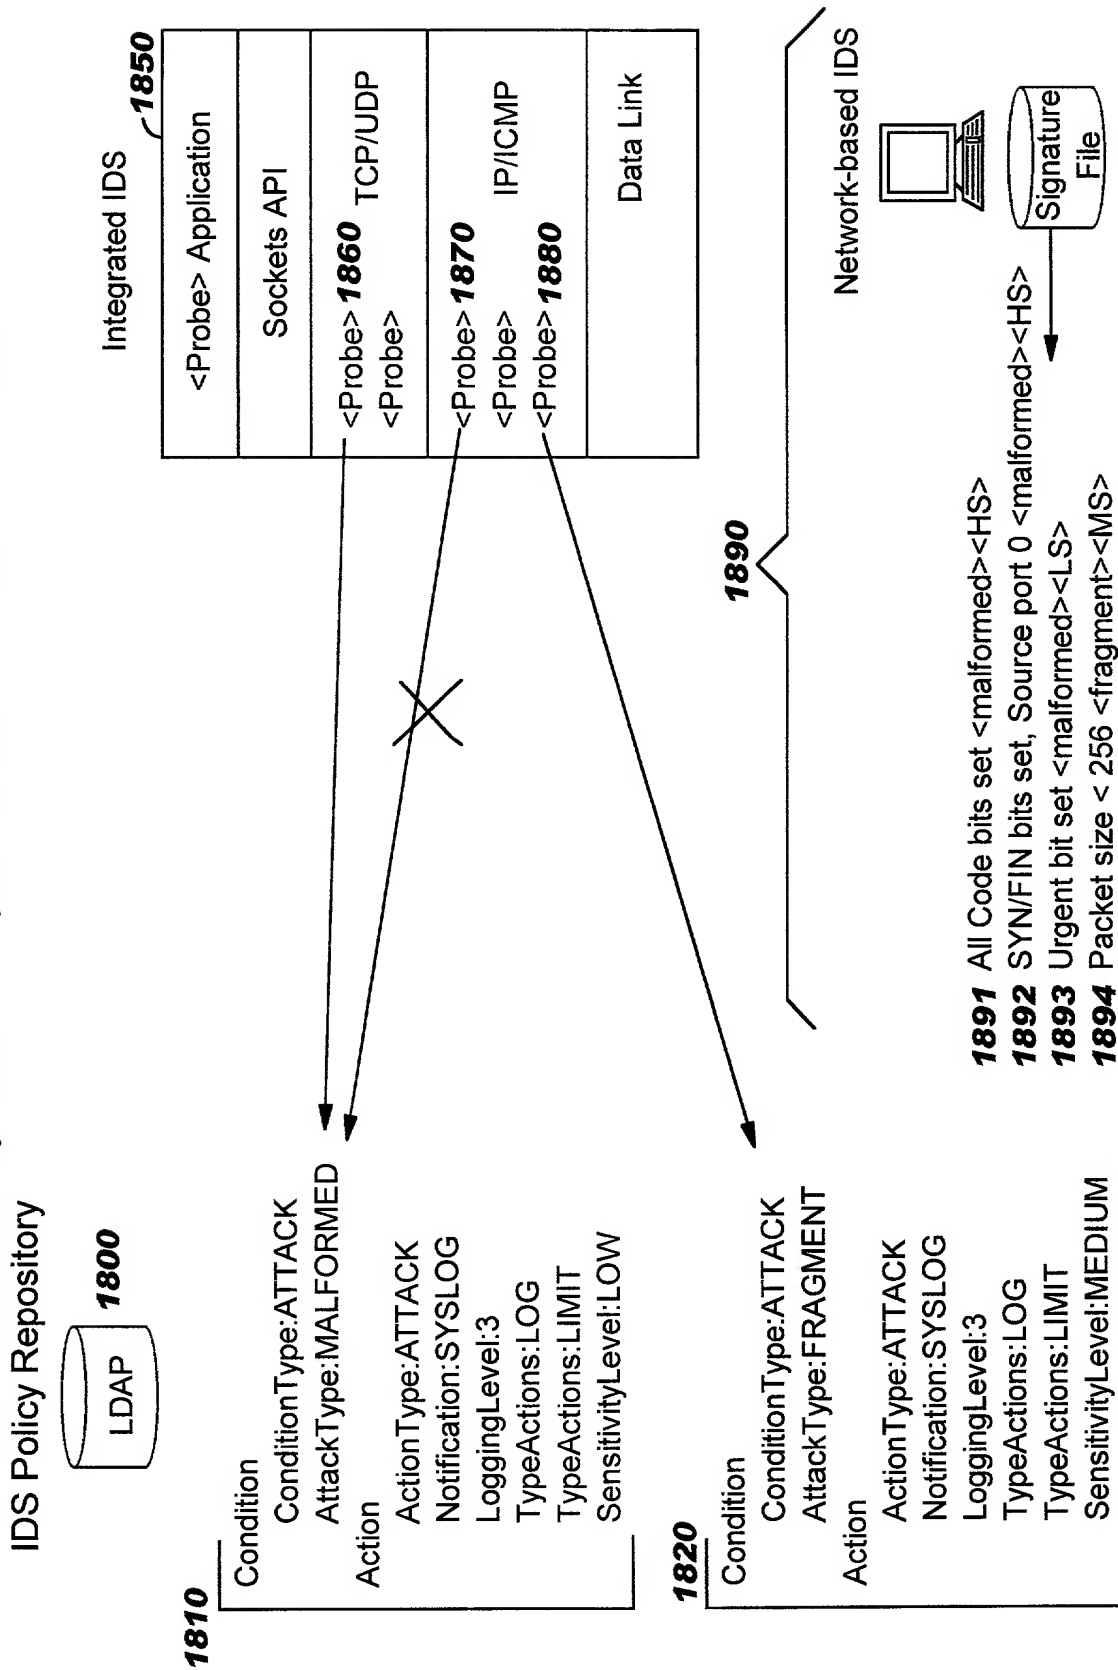 IDS Policy Repository
LDAP
1800
1810
Condition
ConditionType:ATTACK
AttackType:MALFORMED
Action
ActionType:ATTACK
Notification:SYSLOG
LoggingLevel:3
TypeActions:LOG
TypeActions:LIMIT
SensitivityLevel:LOW
1820
Condition
ConditionType:ATTACK
AttackType:FRAGMENT
Action
ActionType:ATTACK
Notification:SYSLOG
LoggingLevel:3
TypeActions:LOG
TypeActions:LIMIT
SensitivityLevel:MEDIUM
Integrated IDS
1850
<Probe> Application
Sockets API
<Probe> 1860 TCP/UDP
<Probe>
<Probe> 1870
<Probe> IP/ICMP
<Probe> 1880
Data Link
1890
Network-based IDS
Signature
File
1891 All Code bits set <malformed><HS>
1892 SYN/FIN bits set, Source port 0 <malformed><HS>
1893 Urgent bit set <malformed><LS>
1894 Packet size < 256 <fragment><MS>